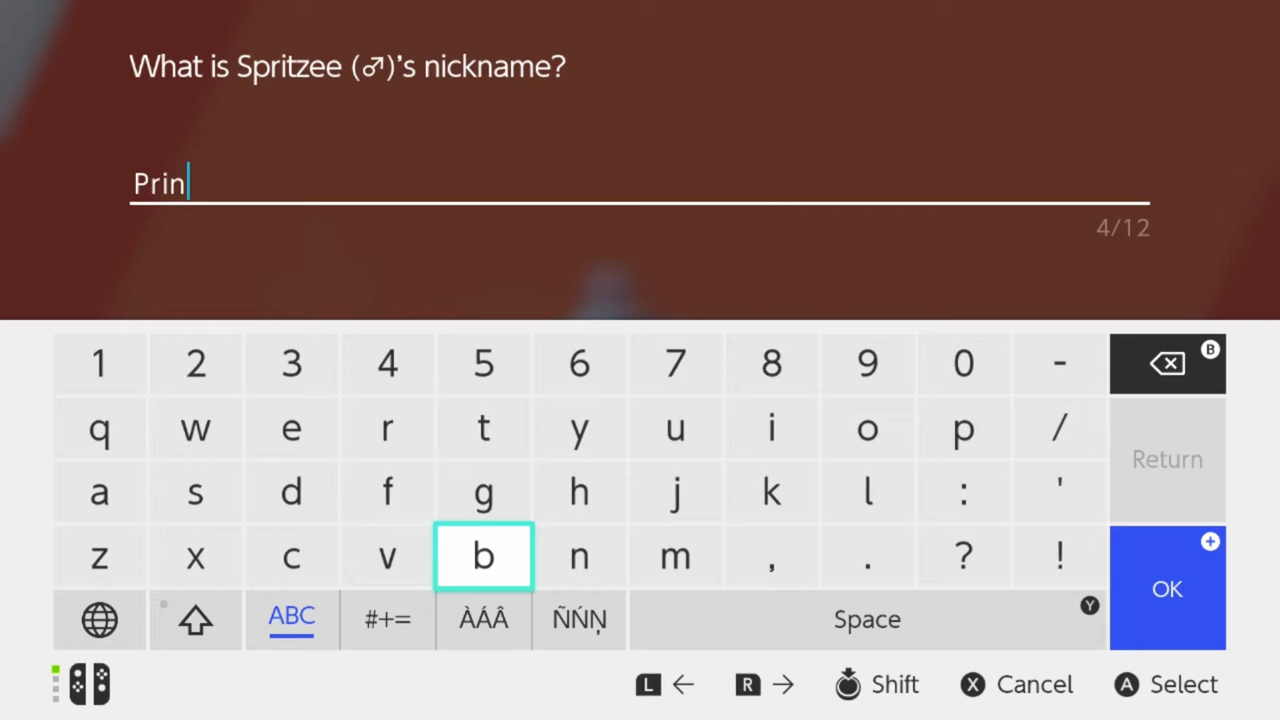 What is Spritzee (♂)'s nickname?
Prin
4/12
1 2 3 4 5 6 7 8 9 0 - B
q w e r t y u i o p /
Return
a s d f g h j k l : '
z x c v b n m , . ? ! +
OK
ABC #+= ÀÁÂ ÑŃŅ Space Y
L ← R → Shift X Cancel A Select